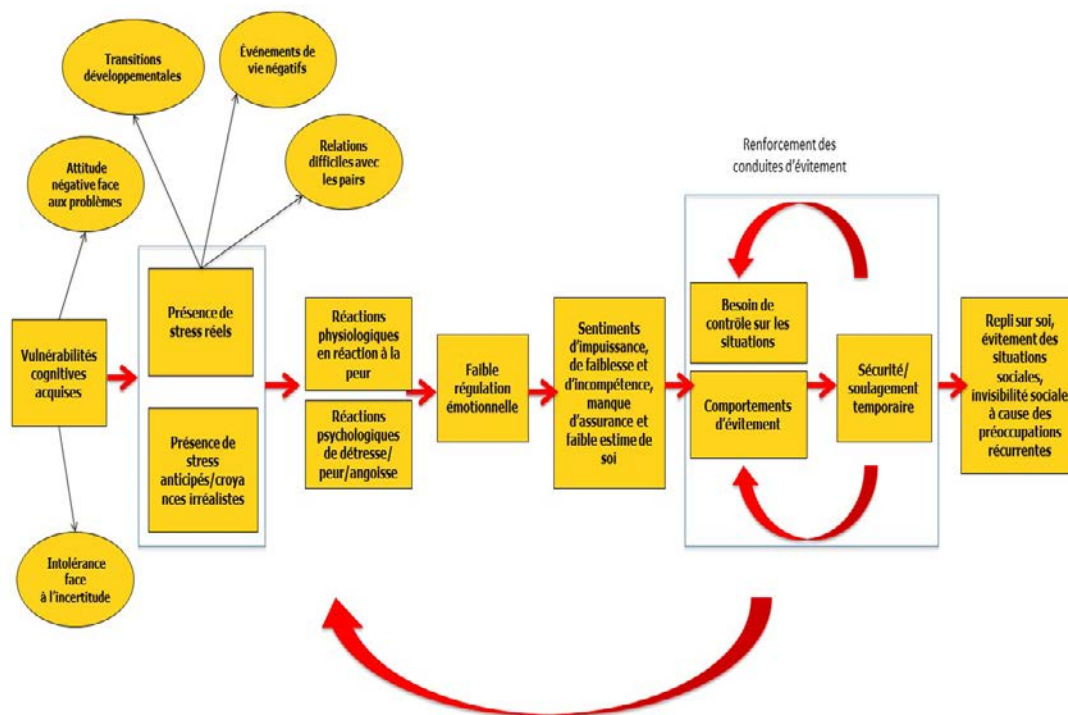 Transitions
développementales
Événements de
vie négatifs
Relations
difficiles avec
les pairs
Attitude
négative face
aux problèmes
Renforcement des
conduites d'évitement
Vulnérabilités
cognitives
acquises
Présence de
stress réels
Présence de
stress
anticipés/croya
nces irréalistes
Réactions
physiologiques
en réaction à la
peur
Réactions
psychologiques
de détresse/
peur/angoisse
Faible
régulation
émotionnelle
Sentiments
d'impuissance,
de faiblesse et
d'incompétence,
manque
d'assurance et
faible estime de
soi
Besoin de
contrôle sur les
situations
Comportements
d'évitement
Sécurité/
soulagement
temporaire
Repli sur soi,
évitement des
situations
sociales,
invisibilité sociale
à cause des
préoccupations
récurrentes
Intolérance
face
à l'incertitude